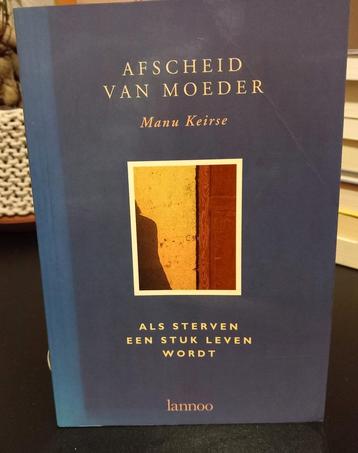 AFSCHEID
VAN MOEDER
Manu Keirse
ALS STERVEN
EEN STUK LEVEN
WORDT
lannoo